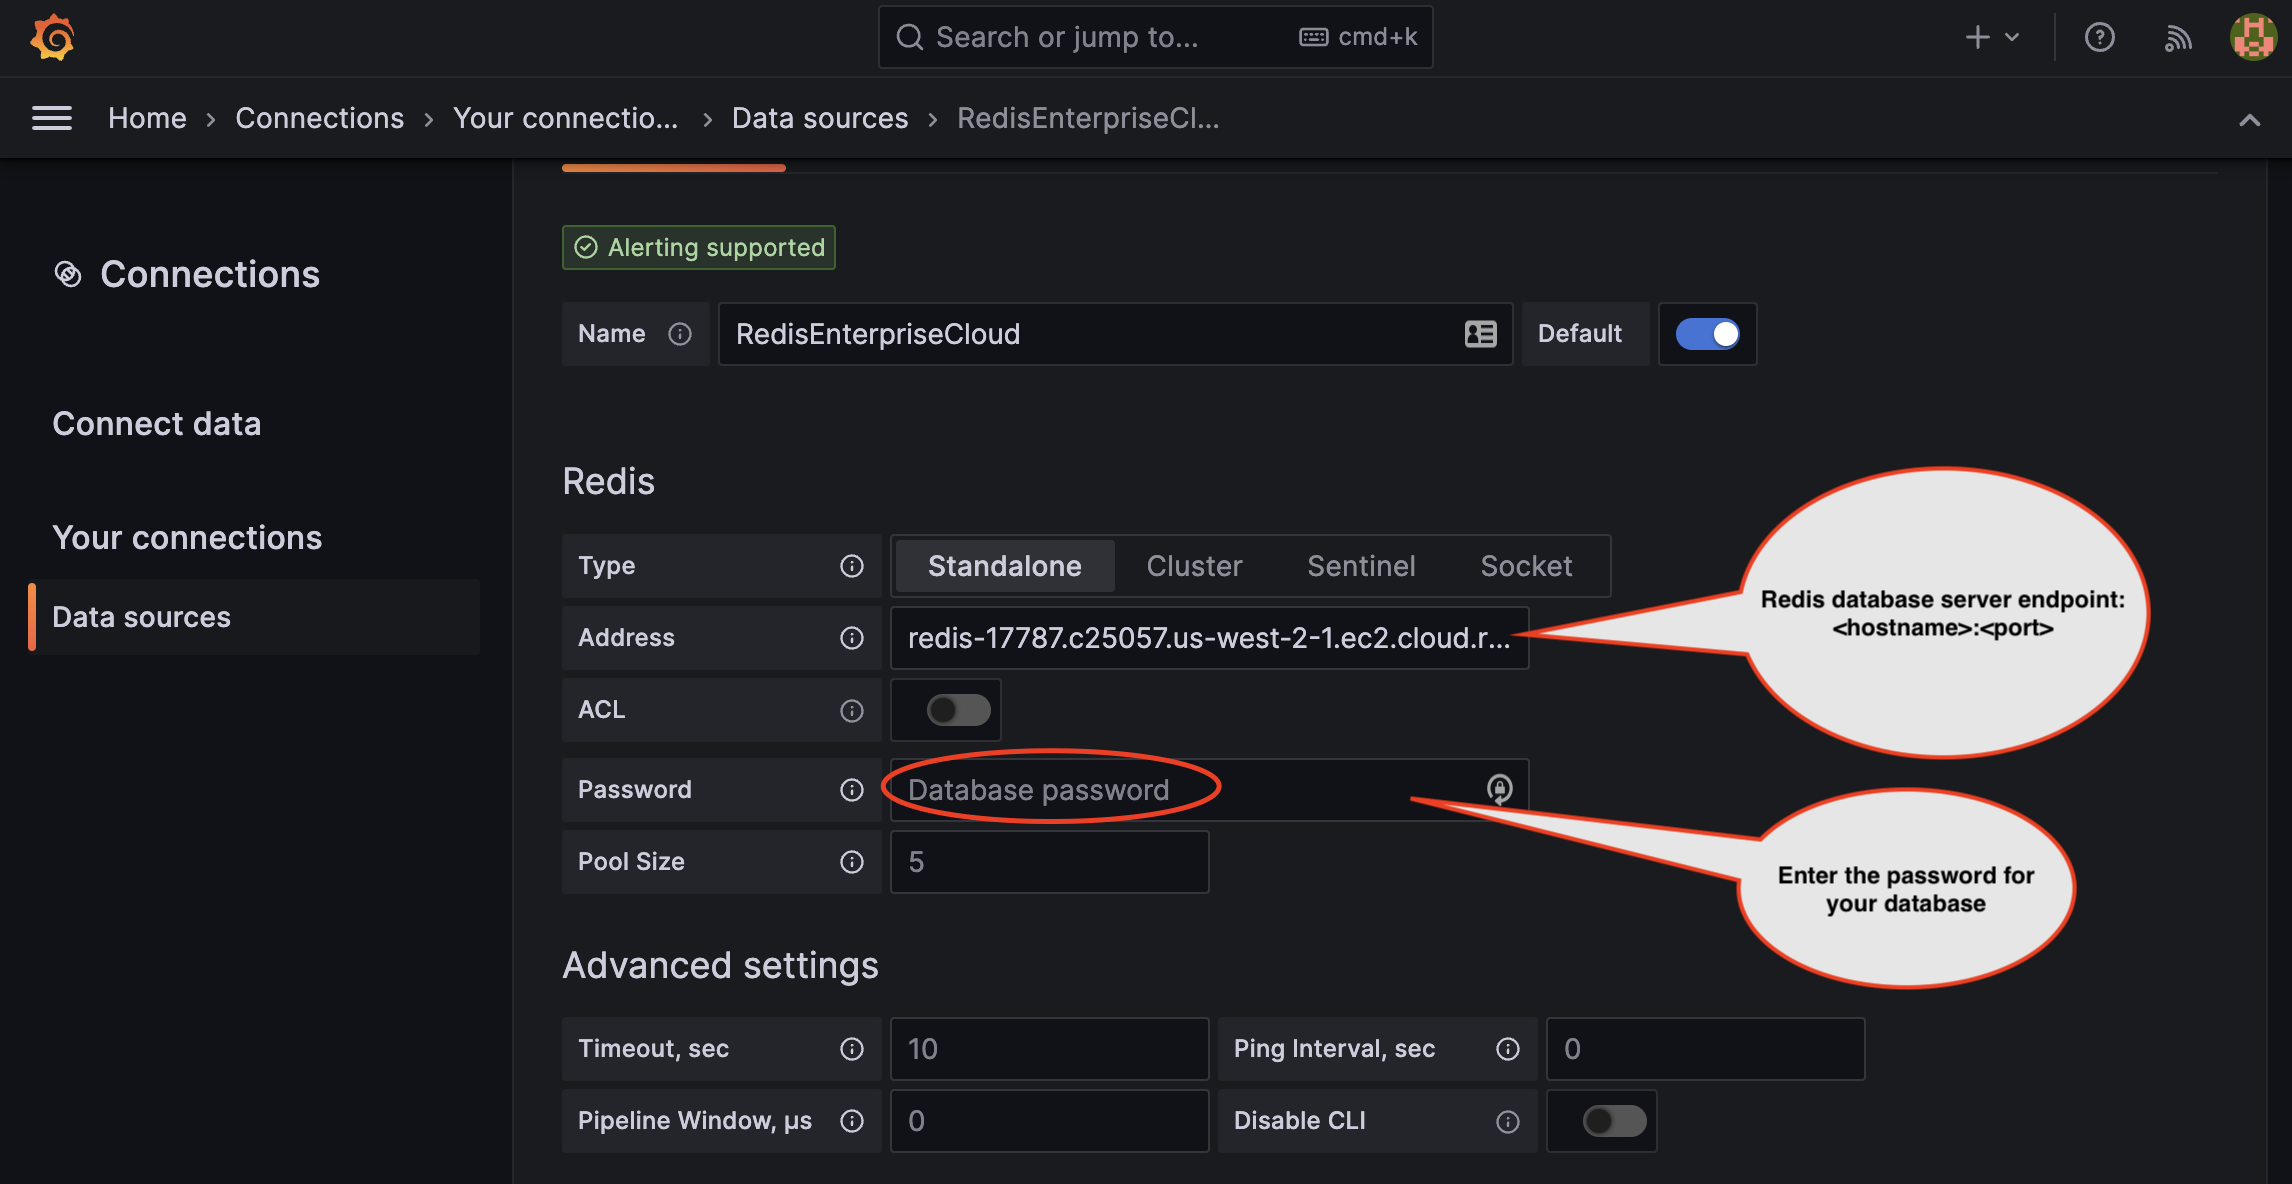 Search or jump to... cmd+k
Home › Connections › Your connectio... › Data sources › RedisEnterpriseCl...
Connections
Connect data
Your connections
Data sources
Alerting supported
Name RedisEnterpriseCloud Default
Redis
Type Standalone Cluster Sentinel Socket
Address redis-17787.c25057.us-west-2-1.ec2.cloud.r...
Redis database server endpoint:
<hostname>:<port>
ACL
Password Database password
Enter the password for
your database
Pool Size 5
Advanced settings
Timeout, sec 10 Ping Interval, sec 0
Pipeline Window, μs 0 Disable CLI